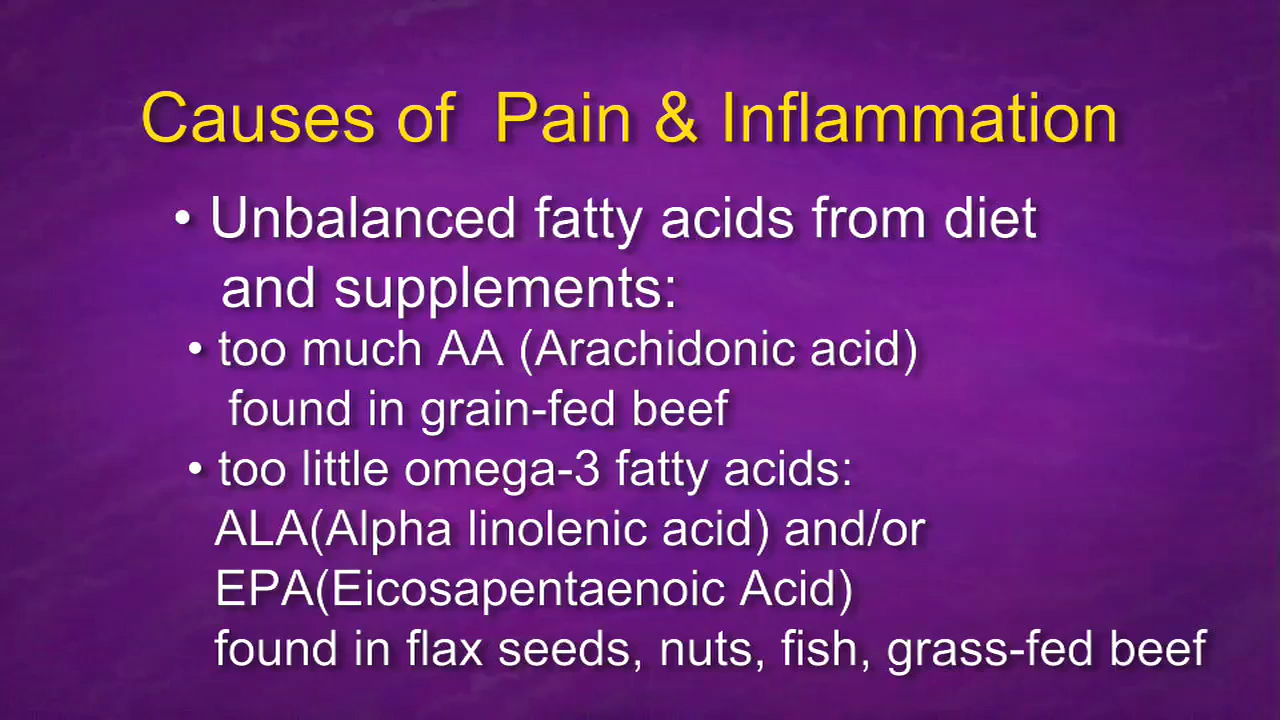 Causes of Pain & Inflammation
• Unbalanced fatty acids from diet
and supplements:
• too much AA (Arachidonic acid)
found in grain-fed beef
• too little omega-3 fatty acids:
ALA(Alpha linolenic acid) and/or
EPA(Eicosapentaenoic Acid)
found in flax seeds, nuts, fish, grass-fed beef